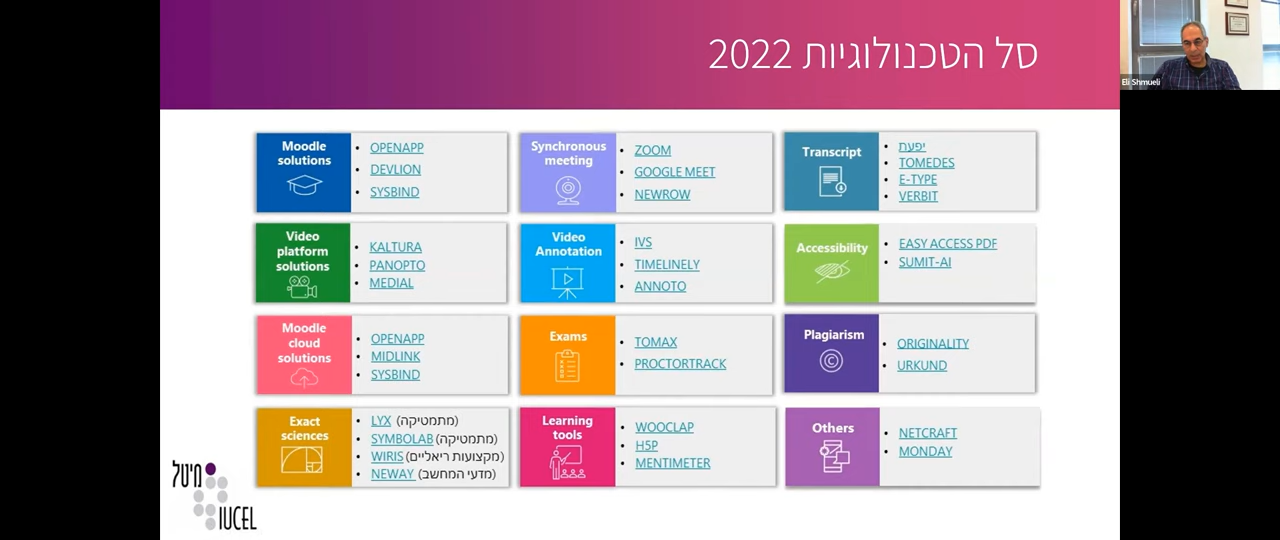 סל הטכנולוגיות 2022
Eli Shmueli
Moodle
solutions
• OPENAPP
• DEVLION
• SYSBIND
Synchronous
meeting
• ZOOM
• GOOGLE MEET
• NEWROW
Transcript
• יפעת
• TOMEDES
• E-TYPE
• VERBIT
Video
platform
solutions
• KALTURA
• PANOPTO
• MEDIAL
Video
Annotation
• IVS
• TIMELINELY
• ANNOTO
Accessibility
• EASY ACCESS PDF
• SUMIT-AI
Moodle
cloud
solutions
• OPENAPP
• MIDLINK
• SYSBIND
Exams
• TOMAX
• PROCTORTRACK
Plagiarism
• ORIGINALITY
• URKUND
Exact
sciences
• LYX (מתמטיקה)
• SYMBOLAB (מתמטיקה)
• WIRIS (מקצועות ריאליים)
• NEWAY (מדעי המחשב)
Learning
tools
• WOOCLAP
• H5P
• MENTIMETER
Others
• NETCRAFT
• MONDAY
מיטל
IUCEL